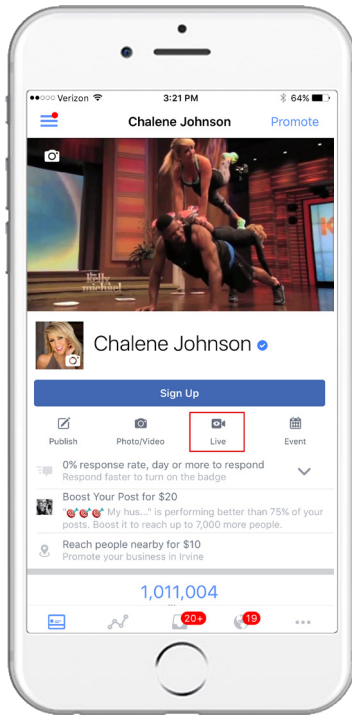 Verizon 3:21 PM 64%
Chalene Johnson Promote
Kelly
michael
Chalene Johnson
Sign Up
Publish Photo/Video Live Event
0% response rate, day or more to respond
Respond faster to turn on the badge
Boost Your Post for $20
"🎯🎯🎯 My hus..." is performing better than 75% of your
posts. Boost it to reach up to 7,000 more people.
Reach people nearby for $10
Promote your business in Irvine
1,011,004
20+ 19